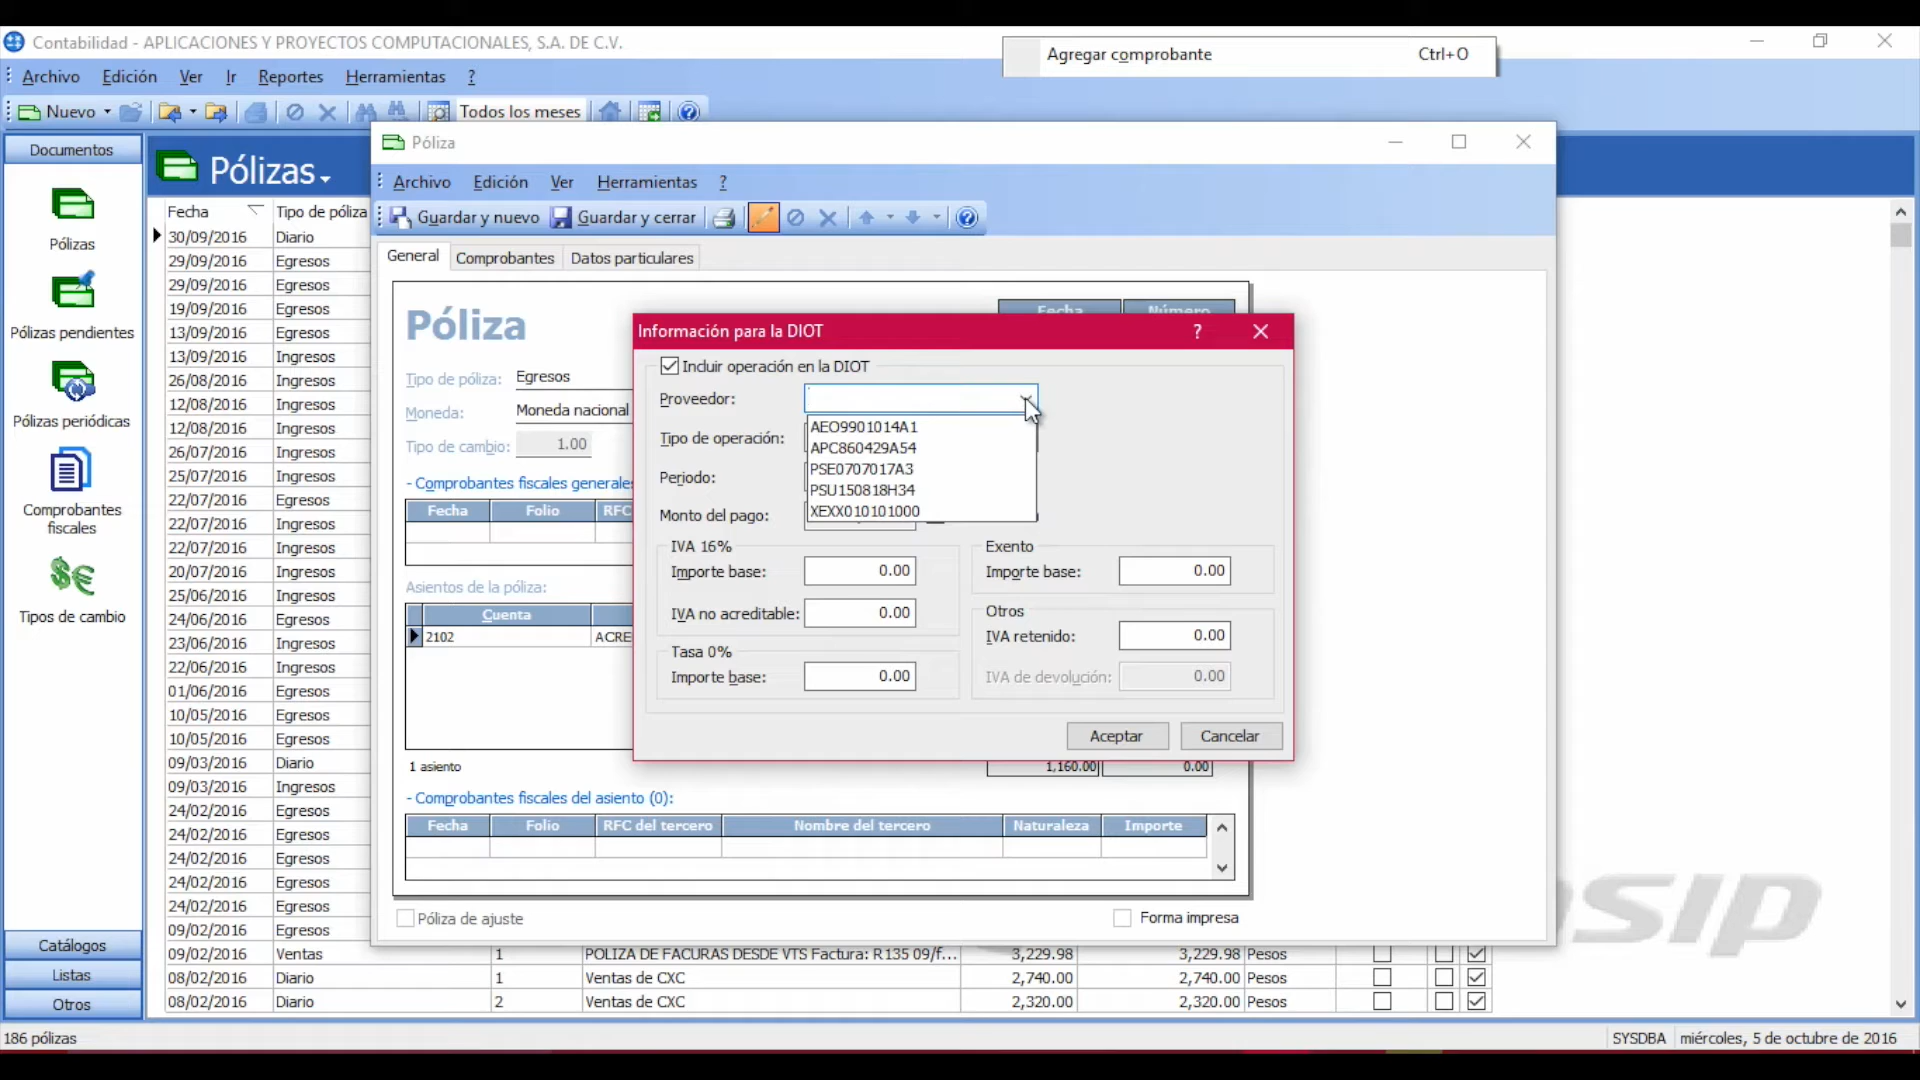 Contabilidad - APLICACIONES Y PROYECTOS COMPUTACIONALES, S.A. DE C.V.
Agregar comprobante Ctrl+O
Archivo Edición Ver Ir Reportes Herramientas ?
Nuevo Todos los meses
Documentos
Pólizas
Pólizas pendientes
Pólizas periódicas
Comprobantes
fiscales
Tipos de cambio
Catálogos
Listas
Otros
Pólizas
Fecha Tipo de póliza
30/09/2016 Diario
29/09/2016 Egresos
29/09/2016 Egresos
19/09/2016 Egresos
13/09/2016 Egresos
13/09/2016 Ingresos
26/08/2016 Ingresos
12/08/2016 Ingresos
12/08/2016 Ingresos
26/07/2016 Ingresos
25/07/2016 Ingresos
22/07/2016 Egresos
22/07/2016 Ingresos
22/07/2016 Ingresos
20/07/2016 Ingresos
25/06/2016 Ingresos
24/06/2016 Egresos
23/06/2016 Ingresos
22/06/2016 Ingresos
01/06/2016 Egresos
10/05/2016 Egresos
10/05/2016 Egresos
09/03/2016 Diario
09/03/2016 Ingresos
24/02/2016 Egresos
24/02/2016 Egresos
24/02/2016 Egresos
24/02/2016 Egresos
24/02/2016 Egresos
09/02/2016 Egresos
09/02/2016 Ventas 1 POLIZA DE FACURAS DESDE VTS Factura: R135 09/f... 3,229.98 3,229.98 Pesos
08/02/2016 Diario 1 Ventas de CXC 2,740.00 2,740.00 Pesos
08/02/2016 Diario 2 Ventas de CXC 2,320.00 2,320.00 Pesos
Póliza
Archivo Edición Ver Herramientas ?
Guardar y nuevo Guardar y cerrar
General Comprobantes Datos particulares
Póliza
Fecha Número
Tipo de póliza: Egresos
Moneda: Moneda nacional
Tipo de cambio: 1.00
- Comprobantes fiscales generales
Fecha Folio RFC
Asientos de la póliza:
Cuenta
2102 ACRE
1 asiento 1,160.00 0.00
- Comprobantes fiscales del asiento (0):
Fecha Folio RFC del tercero Nombre del tercero Naturaleza Importe
Póliza de ajuste Forma impresa
Información para la DIOT ?
Incluir operación en la DIOT
Proveedor:
AEO9901014A1
APC860429A54
PSE0707017A3
PSU150818H34
XEXX010101000
Tipo de operación:
Periodo:
Monto del pago:
IVA 16%
Importe base: 0.00
IVA no acreditable: 0.00
Tasa 0%
Importe base: 0.00
Exento
Importe base: 0.00
Otros
IVA retenido: 0.00
IVA de devolución: 0.00
Aceptar Cancelar
186 pólizas SYSDBA miércoles, 5 de octubre de 2016